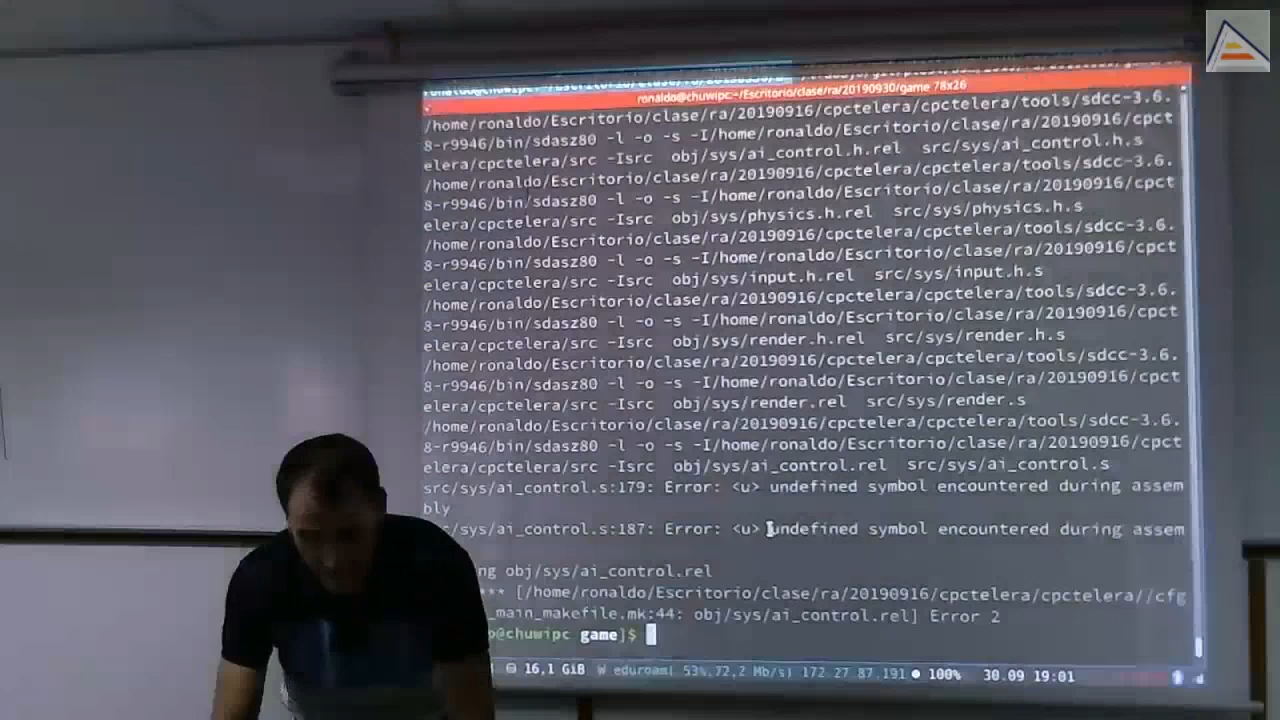 ronaldo@chuwipc:~/Escritorio/clase/ra/20190930/game 78x26
/home/ronaldo/Escritorio/clase/ra/20190916/cpctelera/cpctelera/tools/sdcc-3.6.
8-r9946/bin/sdasz80 -l -o -s -I/home/ronaldo/Escritorio/clase/ra/20190916/cpct
elera/cpctelera/src -Isrc  obj/sys/ai_control.h.rel  src/sys/ai_control.h.s
/home/ronaldo/Escritorio/clase/ra/20190916/cpctelera/cpctelera/tools/sdcc-3.6.
8-r9946/bin/sdasz80 -l -o -s -I/home/ronaldo/Escritorio/clase/ra/20190916/cpct
elera/cpctelera/src -Isrc  obj/sys/physics.h.rel  src/sys/physics.h.s
/home/ronaldo/Escritorio/clase/ra/20190916/cpctelera/cpctelera/tools/sdcc-3.6.
8-r9946/bin/sdasz80 -l -o -s -I/home/ronaldo/Escritorio/clase/ra/20190916/cpct
elera/cpctelera/src -Isrc  obj/sys/input.h.rel  src/sys/input.h.s
/home/ronaldo/Escritorio/clase/ra/20190916/cpctelera/cpctelera/tools/sdcc-3.6.
8-r9946/bin/sdasz80 -l -o -s -I/home/ronaldo/Escritorio/clase/ra/20190916/cpct
elera/cpctelera/src -Isrc  obj/sys/render.h.rel  src/sys/render.h.s
/home/ronaldo/Escritorio/clase/ra/20190916/cpctelera/cpctelera/tools/sdcc-3.6.
8-r9946/bin/sdasz80 -l -o -s -I/home/ronaldo/Escritorio/clase/ra/20190916/cpct
elera/cpctelera/src -Isrc  obj/sys/render.rel  src/sys/render.s
/home/ronaldo/Escritorio/clase/ra/20190916/cpctelera/cpctelera/tools/sdcc-3.6.
8-r9946/bin/sdasz80 -l -o -s -I/home/ronaldo/Escritorio/clase/ra/20190916/cpct
elera/cpctelera/src -Isrc  obj/sys/ai_control.rel  src/sys/ai_control.s
src/sys/ai_control.s:179: Error: <u> undefined symbol encountered during assem
bly
c/sys/ai_control.s:187: Error: <u> undefined symbol encountered during assem
ng obj/sys/ai_control.rel
*** [/home/ronaldo/Escritorio/clase/ra/20190916/cpctelera/cpctelera//cfg
_main_makefile.mk:44: obj/sys/ai_control.rel] Error 2
@chuwipc game]$
16,1 GiB W eduroam( 53%,72,2 Mb/s) 172.27.87.191 100% 30.09 19:01